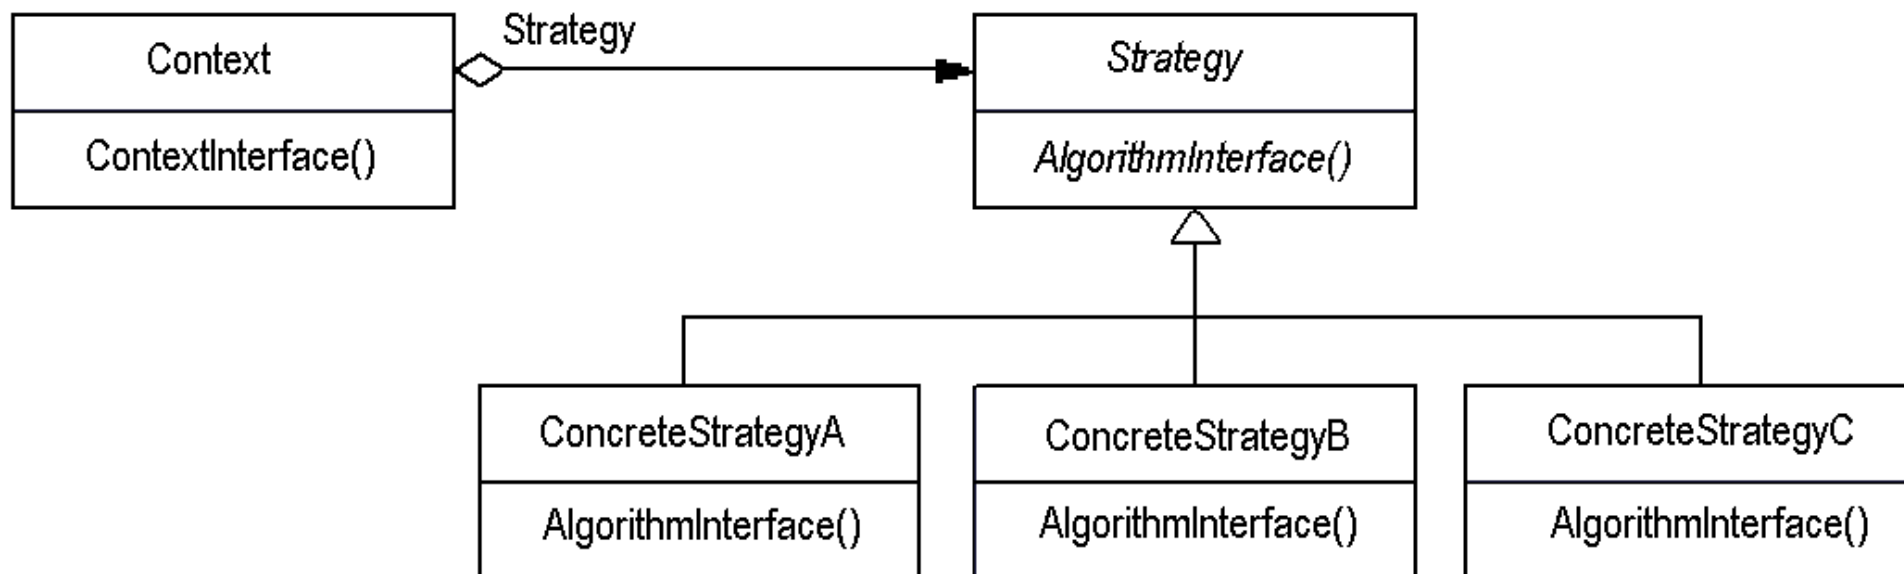 Context
Strategy
Strategy
ContextInterface()
AlgorithmInterface()
ConcreteStrategyA
ConcreteStrategyB
ConcreteStrategyC
AlgorithmInterface()
AlgorithmInterface()
AlgorithmInterface()